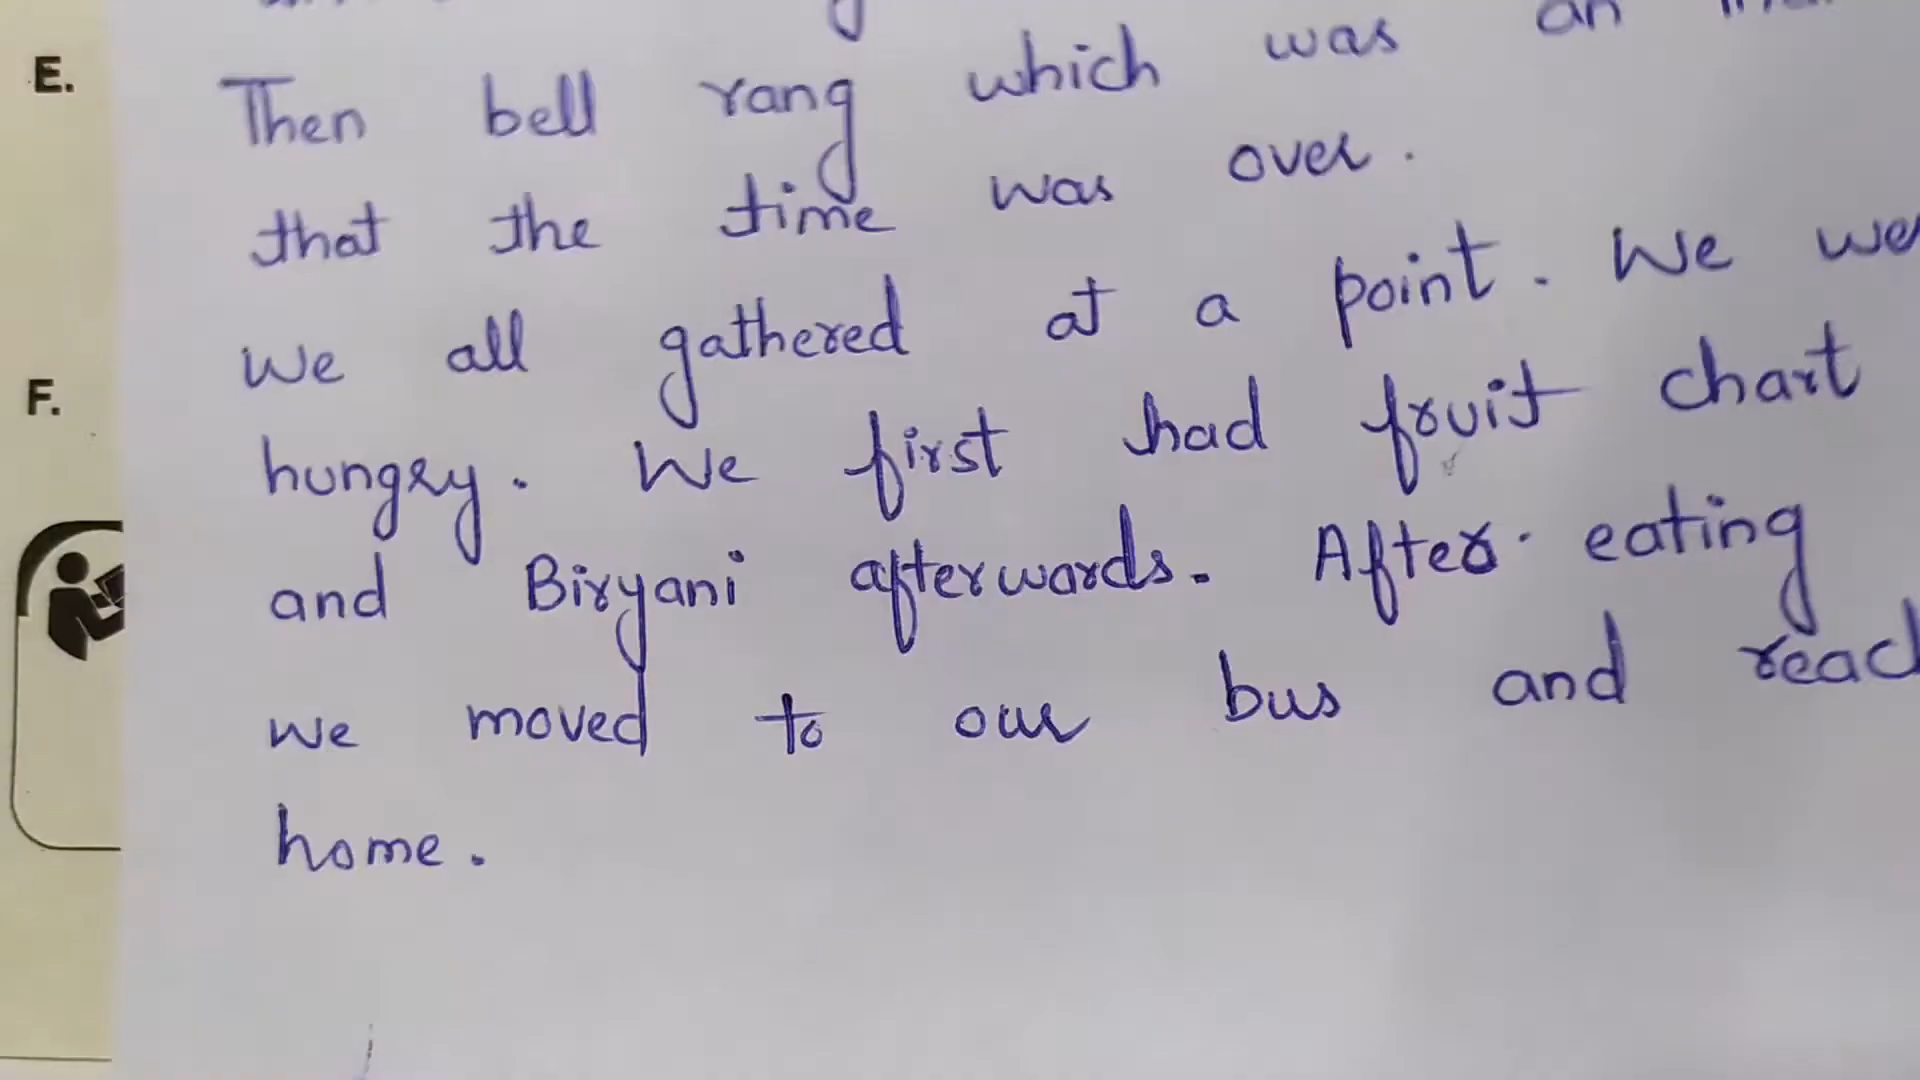 E.
Then bell rang which was an
that the time was over.
we all gathered at a point. We
hungry. We first had fruit chart
and Biryani afterwards. After eating
we moved to our bus and
home.
F.